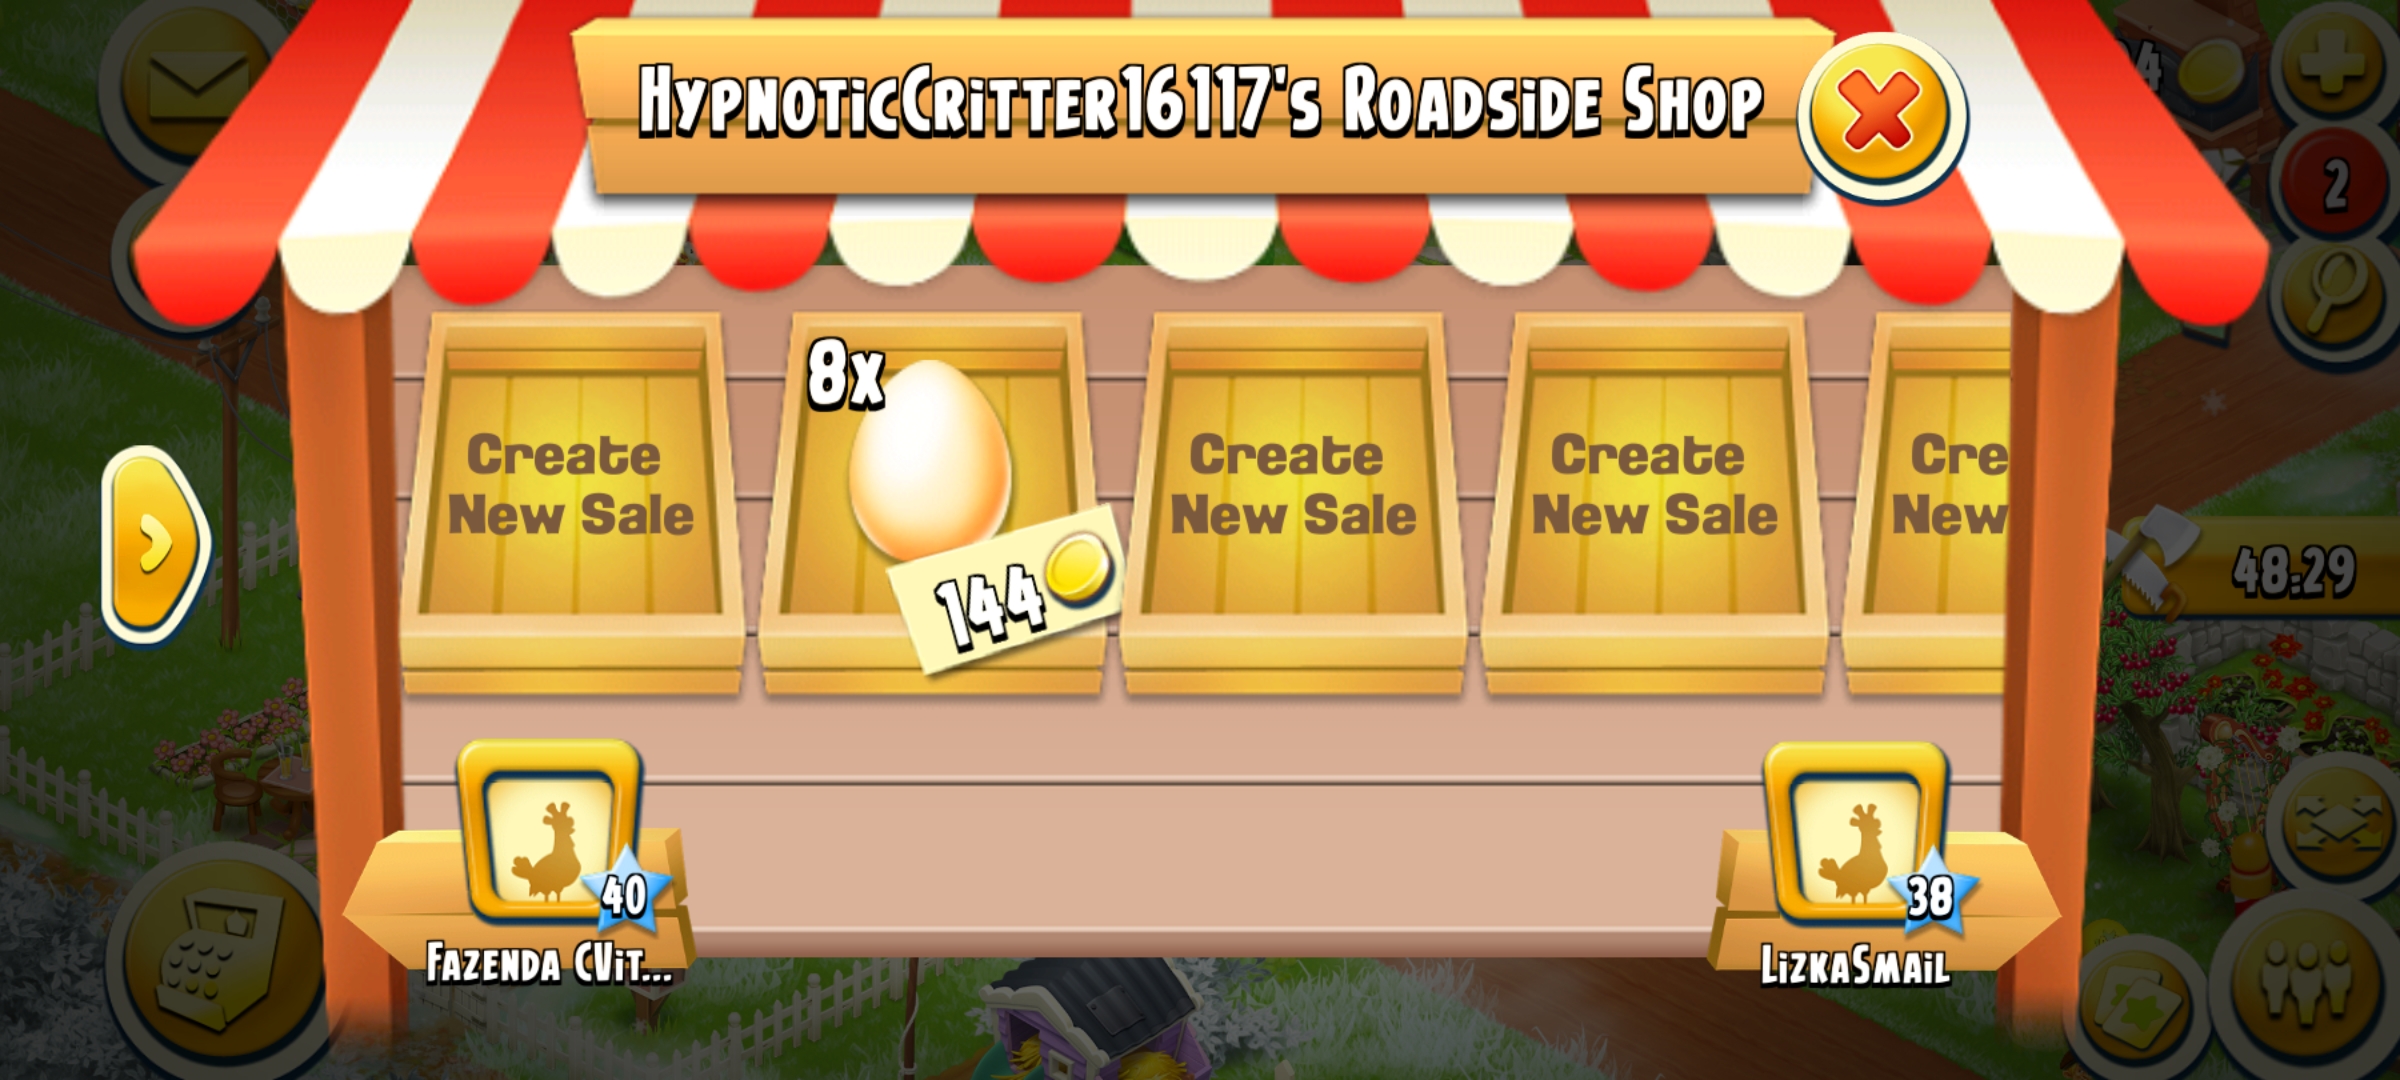 HypnoticCritter16117's Roadside Shop
2
8x
Create
New Sale
Create
New Sale
Create
New Sale
Cre
New
144
48:29
40
38
Fazenda CVit...
LizkaSmail